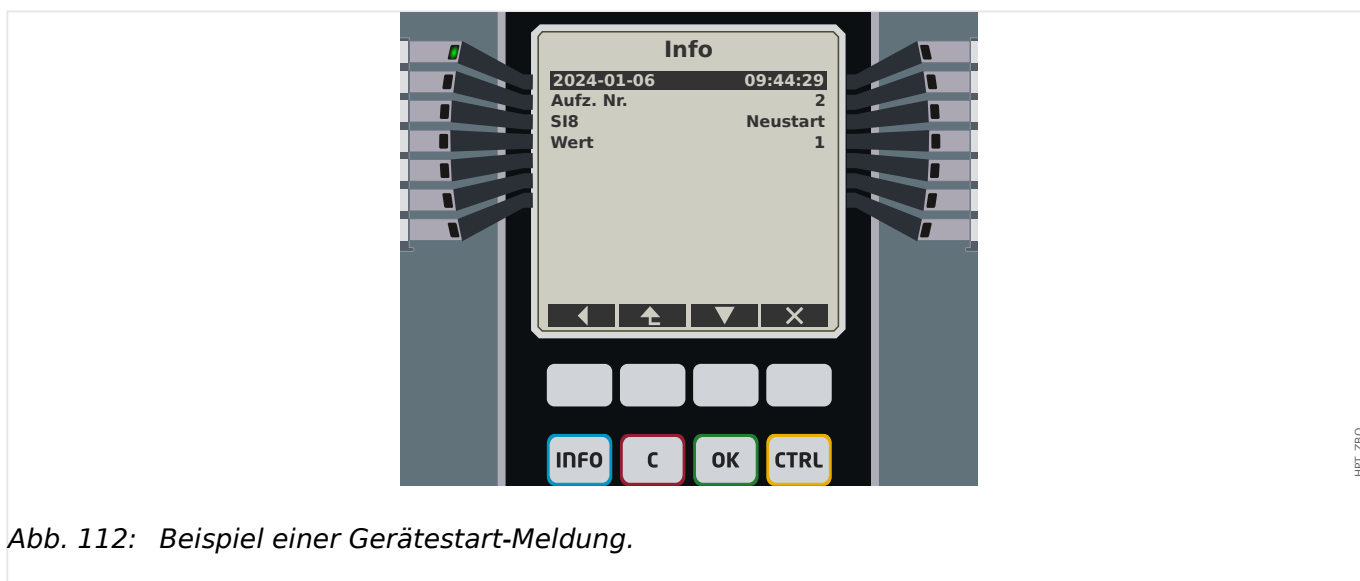 Info
2024-01-06 09:44:29
Aufz. Nr. 2
SI8 Neustart
Wert 1
INFO C OK CTRL
HPT_ZBO
Abb. 112: Beispiel einer Gerätestart-Meldung.